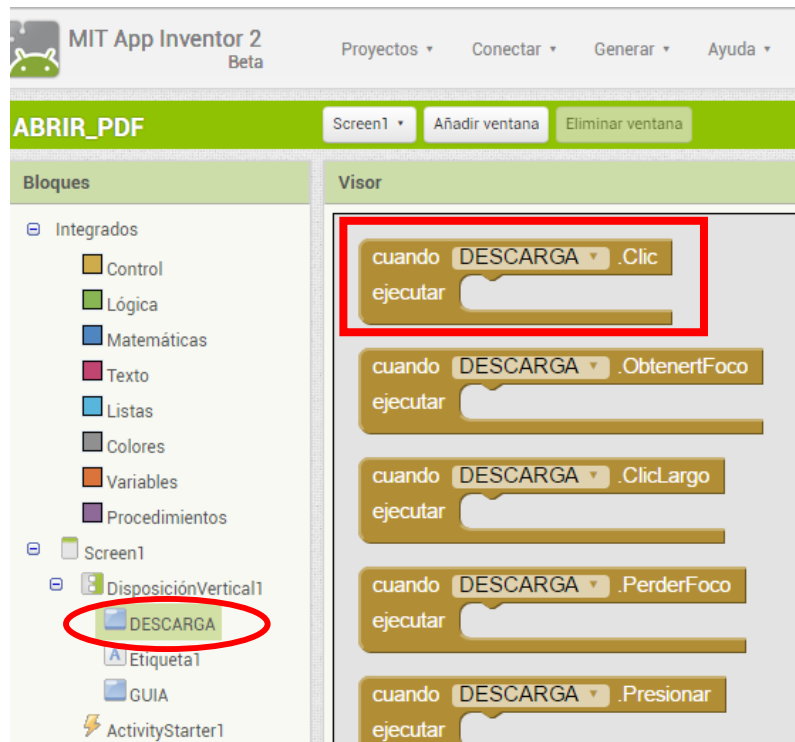 MIT App Inventor 2
Beta
Proyectos
Conectar
Generar
Ayuda
ABRIR_PDF
Screen1
Añadir ventana
Eliminar ventana
Bloques
Visor
Integrados
Control
Lógica
Matemáticas
Texto
Listas
Colores
Variables
Procedimientos
Screen1
DisposiciónVertical1
DESCARGA
A Etiqueta1
GUIA
ActivityStarter1
cuando DESCARGA .Clic
ejecutar
cuando DESCARGA .ObtenertFoco
ejecutar
cuando DESCARGA .ClicLargo
ejecutar
cuando DESCARGA .PerderFoco
ejecutar
cuando DESCARGA .Presionar
ejecutar